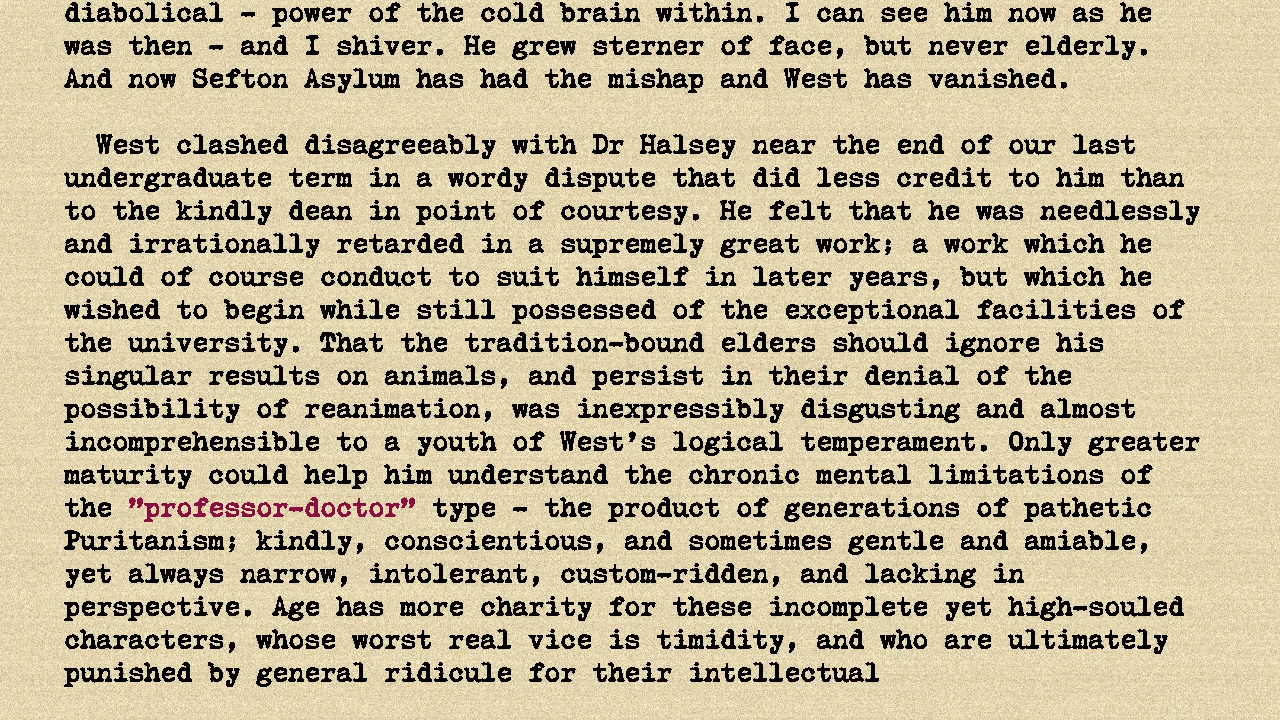 diabolical – power of the cold brain within. I can see him now as he
was then – and I shiver. He grew sterner of face, but never elderly.
And now Sefton Asylum has had the mishap and West has vanished.
West clashed disagreeably with Dr Halsey near the end of our last
undergraduate term in a wordy dispute that did less credit to him than
to the kindly dean in point of courtesy. He felt that he was needlessly
and irrationally retarded in a supremely great work; a work which he
could of course conduct to suit himself in later years, but which he
wished to begin while still possessed of the exceptional facilities of
the university. That the tradition-bound elders should ignore his
singular results on animals, and persist in their denial of the
possibility of reanimation, was inexpressibly disgusting and almost
incomprehensible to a youth of West’s logical temperament. Only greater
maturity could help him understand the chronic mental limitations of
the ”professor-doctor” type – the product of generations of pathetic
Puritanism; kindly, conscientious, and sometimes gentle and amiable,
yet always narrow, intolerant, custom-ridden, and lacking in
perspective. Age has more charity for these incomplete yet high-souled
characters, whose worst real vice is timidity, and who are ultimately
punished by general ridicule for their intellectual